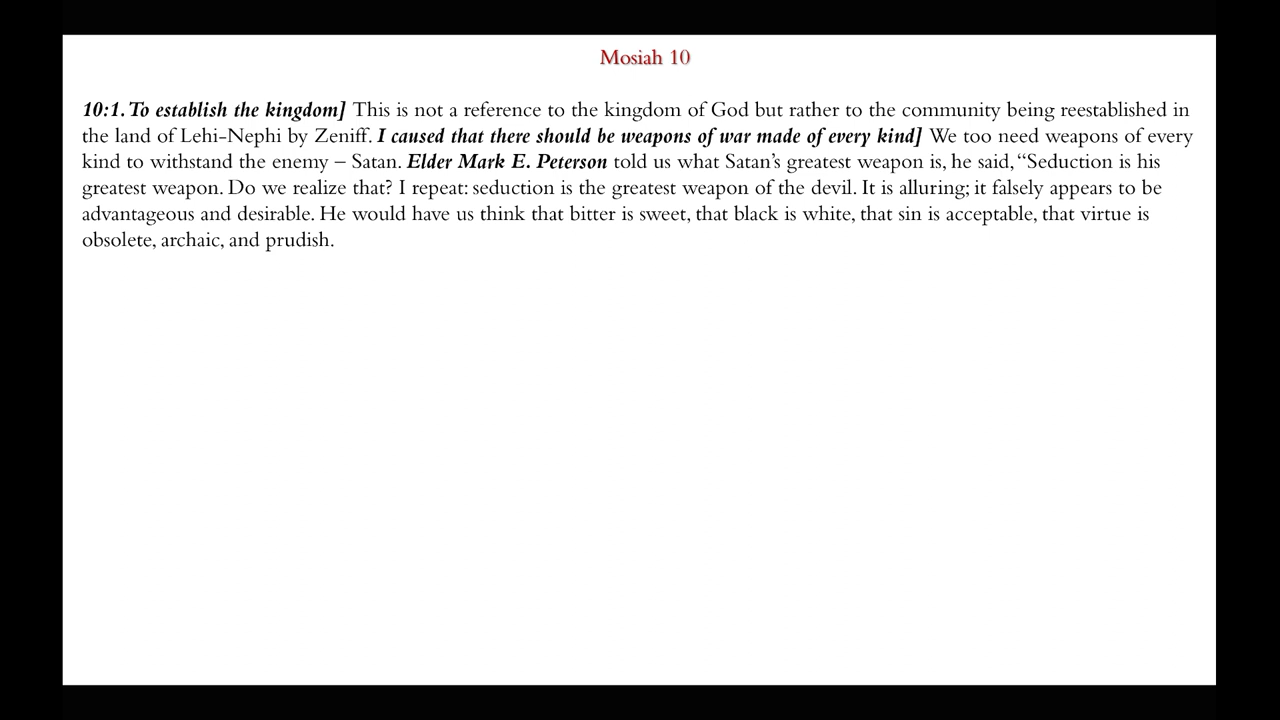 Mosiah 10
10:1. To establish the kingdom] This is not a reference to the kingdom of God but rather to the community being reestablished in
the land of Lehi-Nephi by Zeniff. I caused that there should be weapons of war made of every kind] We too need weapons of every
kind to withstand the enemy – Satan. Elder Mark E. Peterson told us what Satan’s greatest weapon is, he said, “Seduction is his
greatest weapon. Do we realize that? I repeat: seduction is the greatest weapon of the devil. It is alluring; it falsely appears to be
advantageous and desirable. He would have us think that bitter is sweet, that black is white, that sin is acceptable, that virtue is
obsolete, archaic, and prudish.